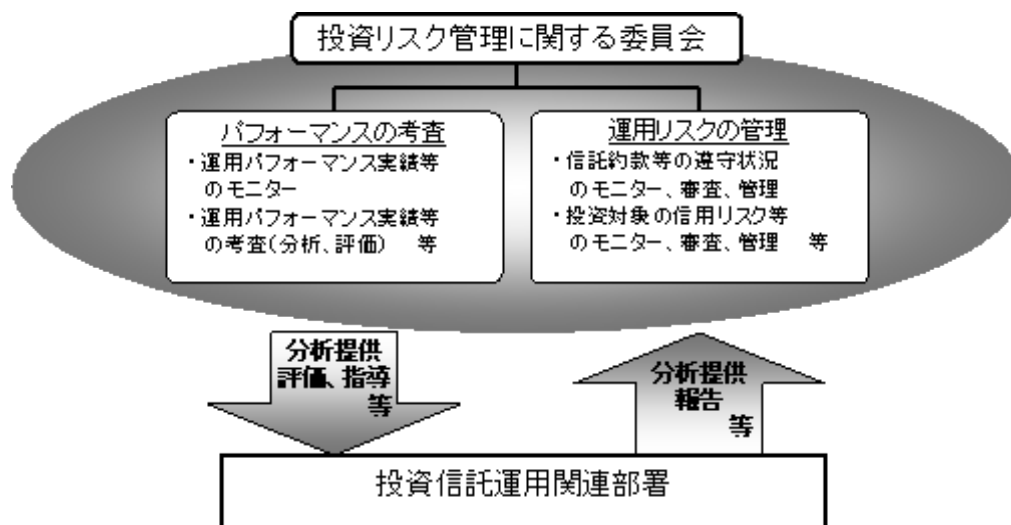 投資リスク管理に関する委員会
パフォーマンスの考査
・運用パフォーマンス実績等
のモニター
・運用パフォーマンス実績等
の考査(分析、評価) 等
運用リスクの管理
・信託約款等の遵守状況
のモニター、審査、管理
・投資対象の信用リスク等
のモニター、審査、管理 等
分析提供
評価、指導
等
分析提供
報告
等
投資信託運用関連部署